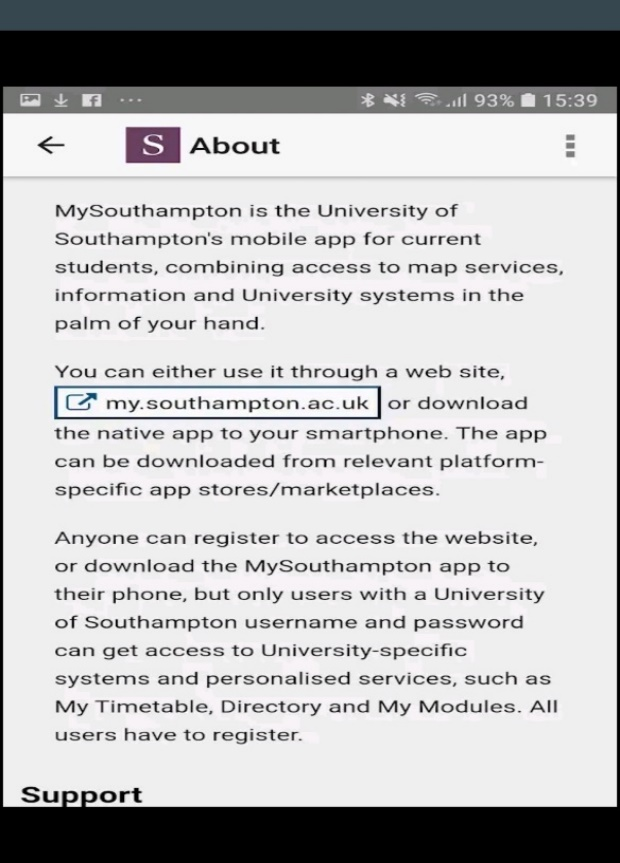 93% 15:39
S About
MySouthampton is the University of
Southampton's mobile app for current
students, combining access to map services,
information and University systems in the
palm of your hand.
You can either use it through a web site,
my.southampton.ac.uk or download
the native app to your smartphone. The app
can be downloaded from relevant platform-
specific app stores/marketplaces.
Anyone can register to access the website,
or download the MySouthampton app to
their phone, but only users with a University
of Southampton username and password
can get access to University-specific
systems and personalised services, such as
My Timetable, Directory and My Modules. All
users have to register.
Support